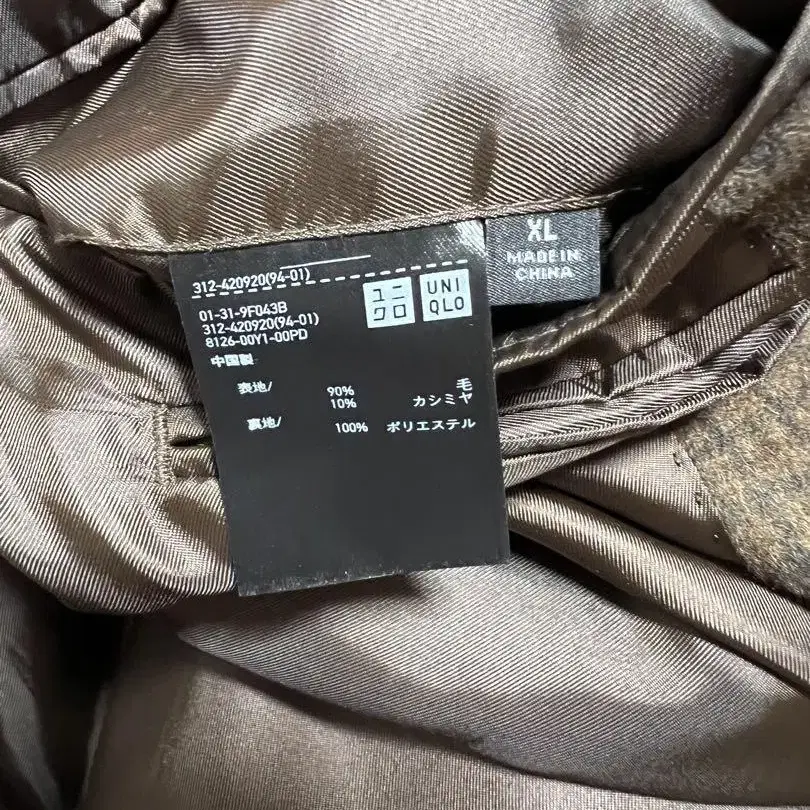 312-420920(94-01)
ユニクロ
UNIQLO
01-31-9F043B
312-420920(94-01)
8126-00Y1-00PD
中国製
表地/ 90% 毛
10% カシミヤ
裏地/ 100% ポリエステル
XL
MADE IN
CHINA